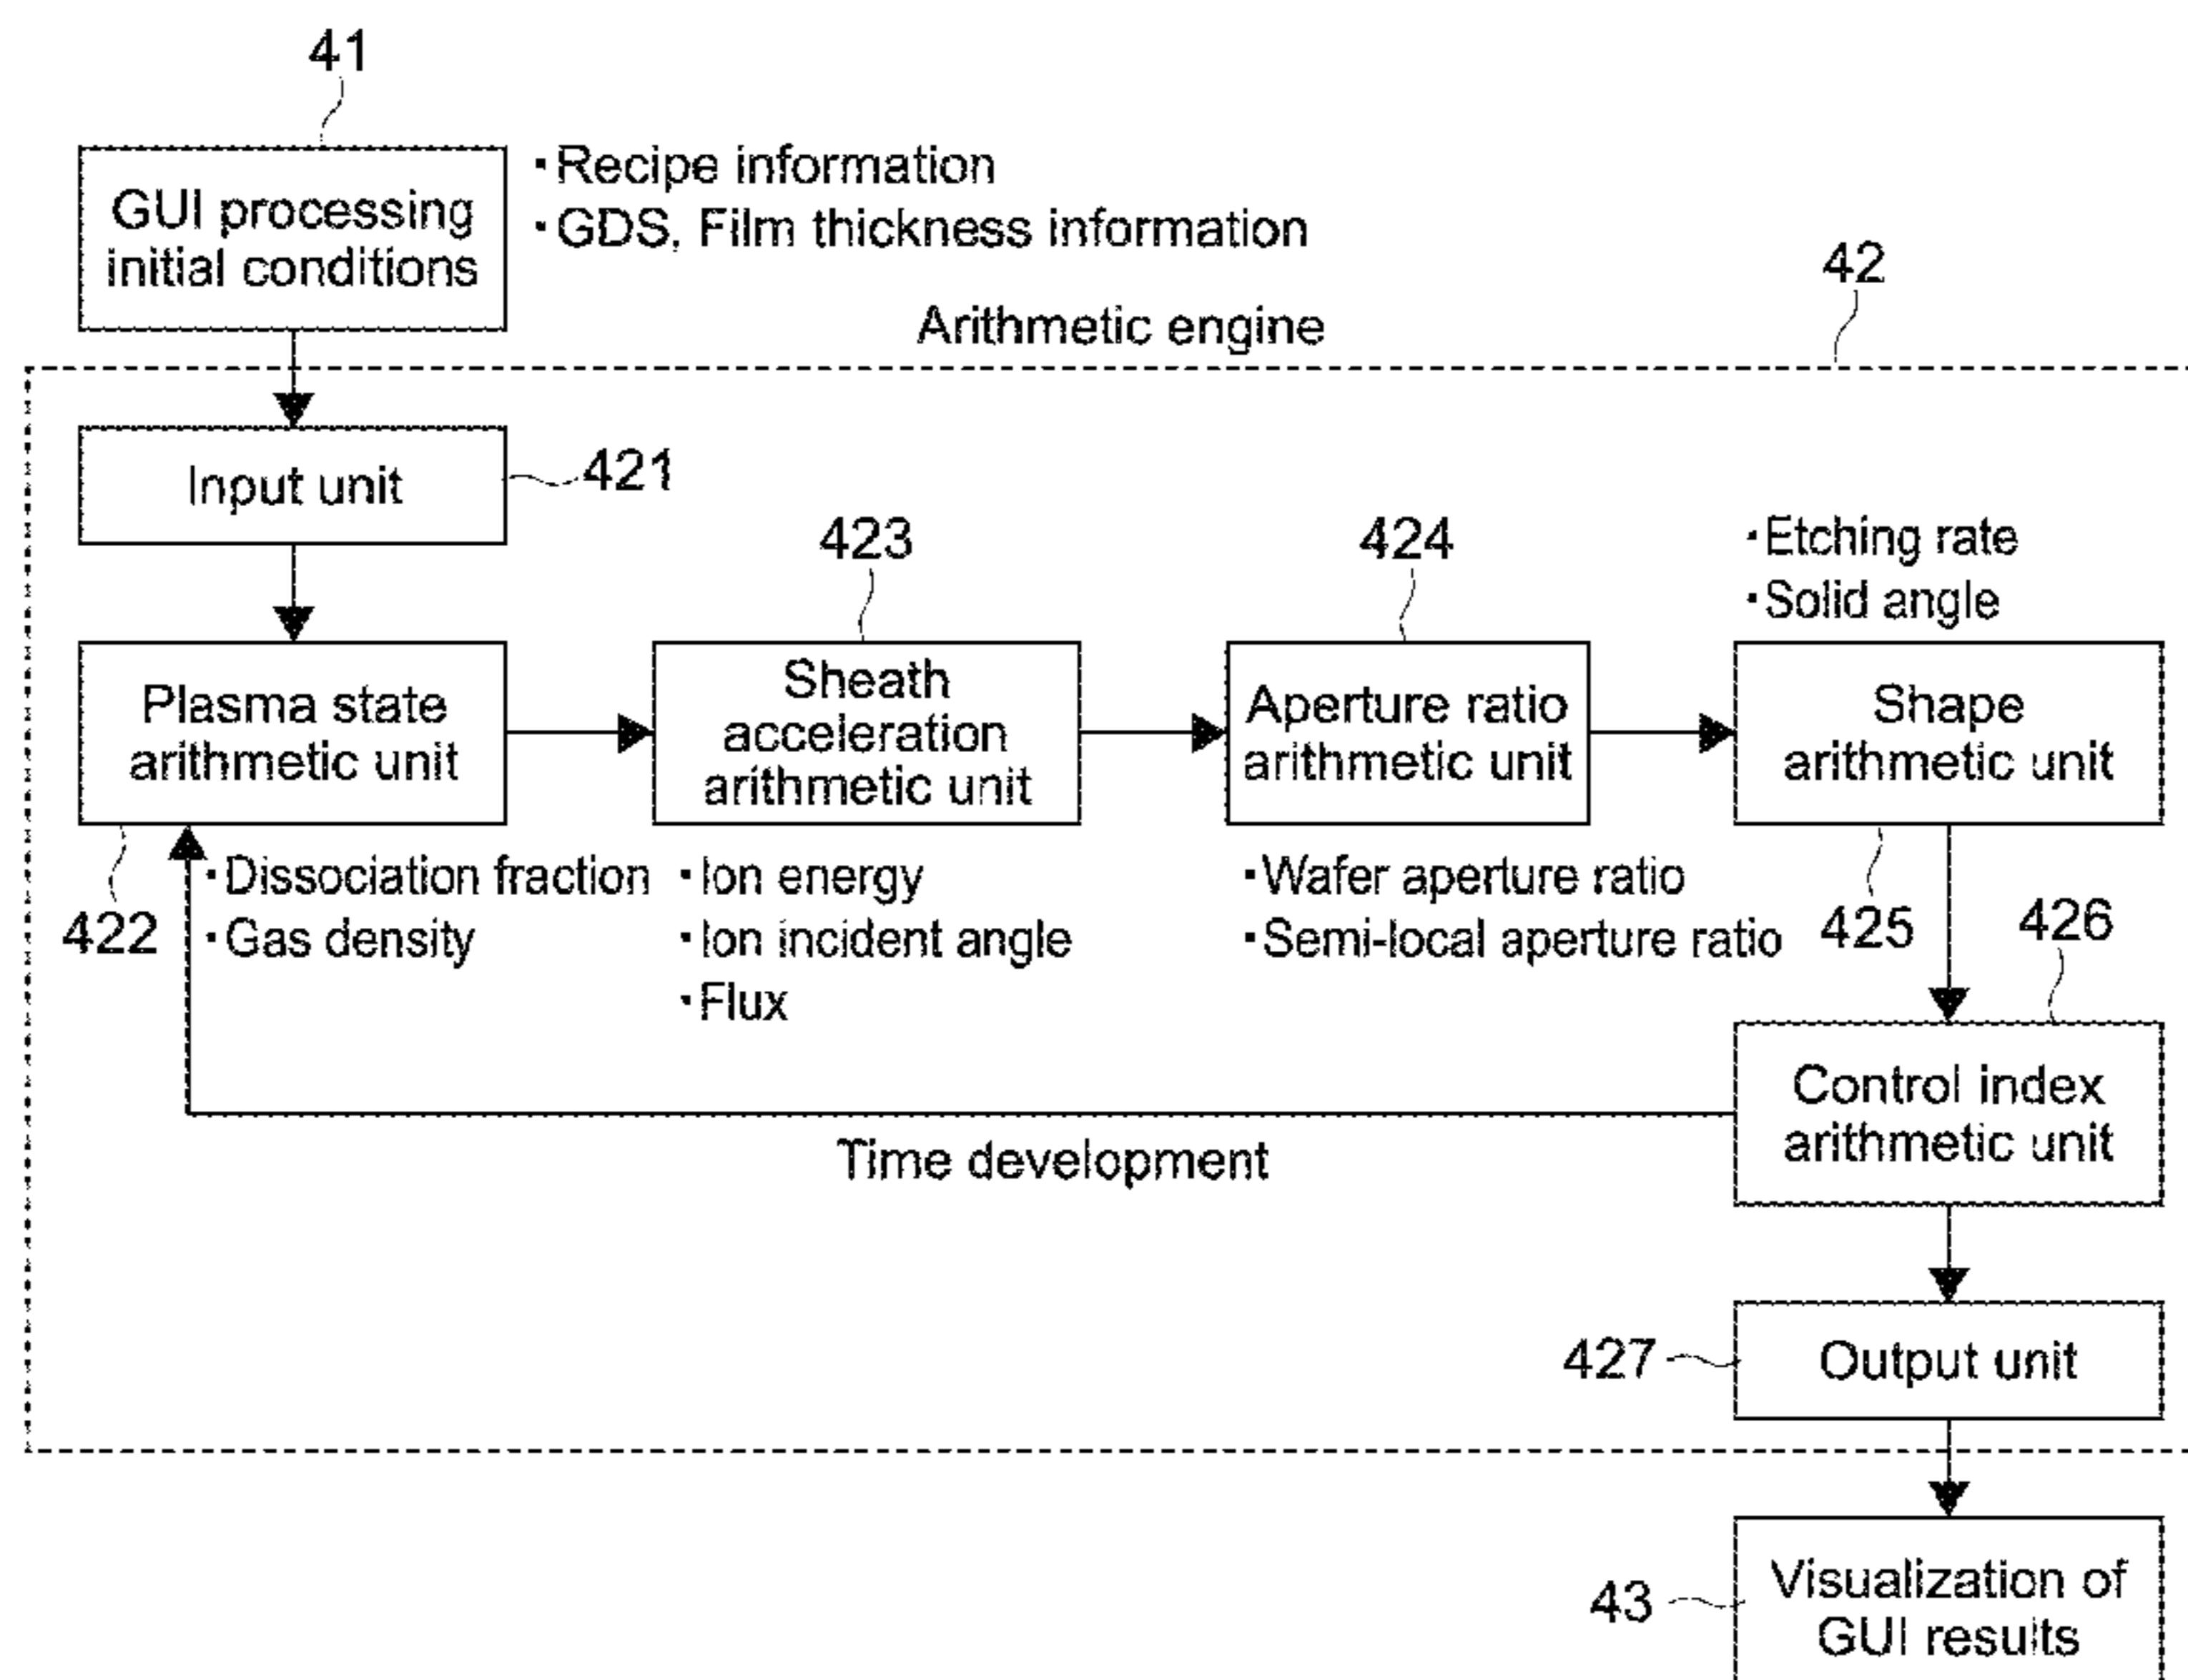 41
GUI processing
initial conditions
・Recipe information
・GDS, Film thickness information
42
Arithmetic engine
Input unit
421
423
424
・Etching rate
・Solid angle
Plasma state
arithmetic unit
Sheath
acceleration
arithmetic unit
Aperture ratio
arithmetic unit
Shape
arithmetic unit
422
・Dissociation fraction
・Gas density
・Ion energy
・Ion incident angle
・Flux
・Wafer aperture ratio
・Semi-local aperture ratio
425
426
Control index
arithmetic unit
Time development
427
Output unit
43
Visualization of
GUI results